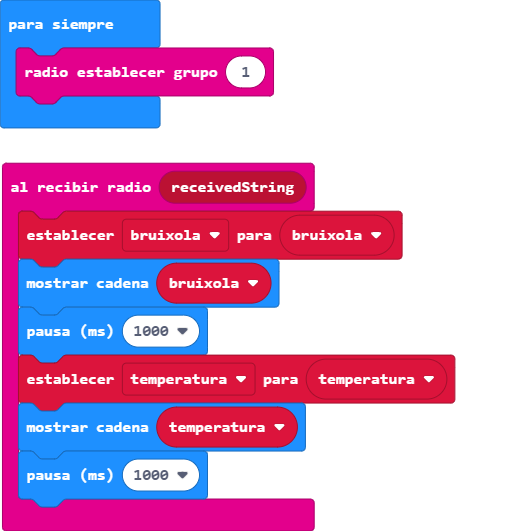 para siempre
radio establecer grupo 1
al recibir radio receivedString
establecer bruixola para bruixola
mostrar cadena bruixola
pausa (ms) 1000
establecer temperatura para temperatura
mostrar cadena temperatura
pausa (ms) 1000